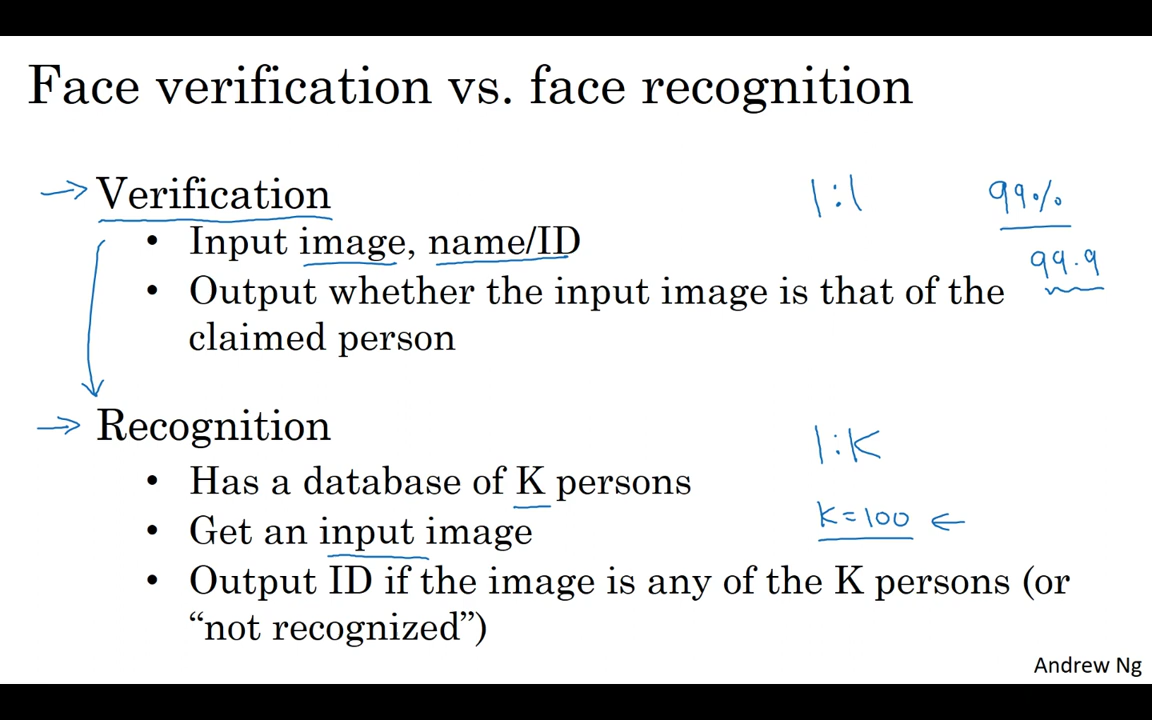 Face verification vs. face recognition
Verification
1:1
99%
• Input image, name/ID
99.9
• Output whether the input image is that of the
claimed person
Recognition
1:K
• Has a database of K persons
K=100
• Get an input image
• Output ID if the image is any of the K persons (or
“not recognized”)
Andrew Ng